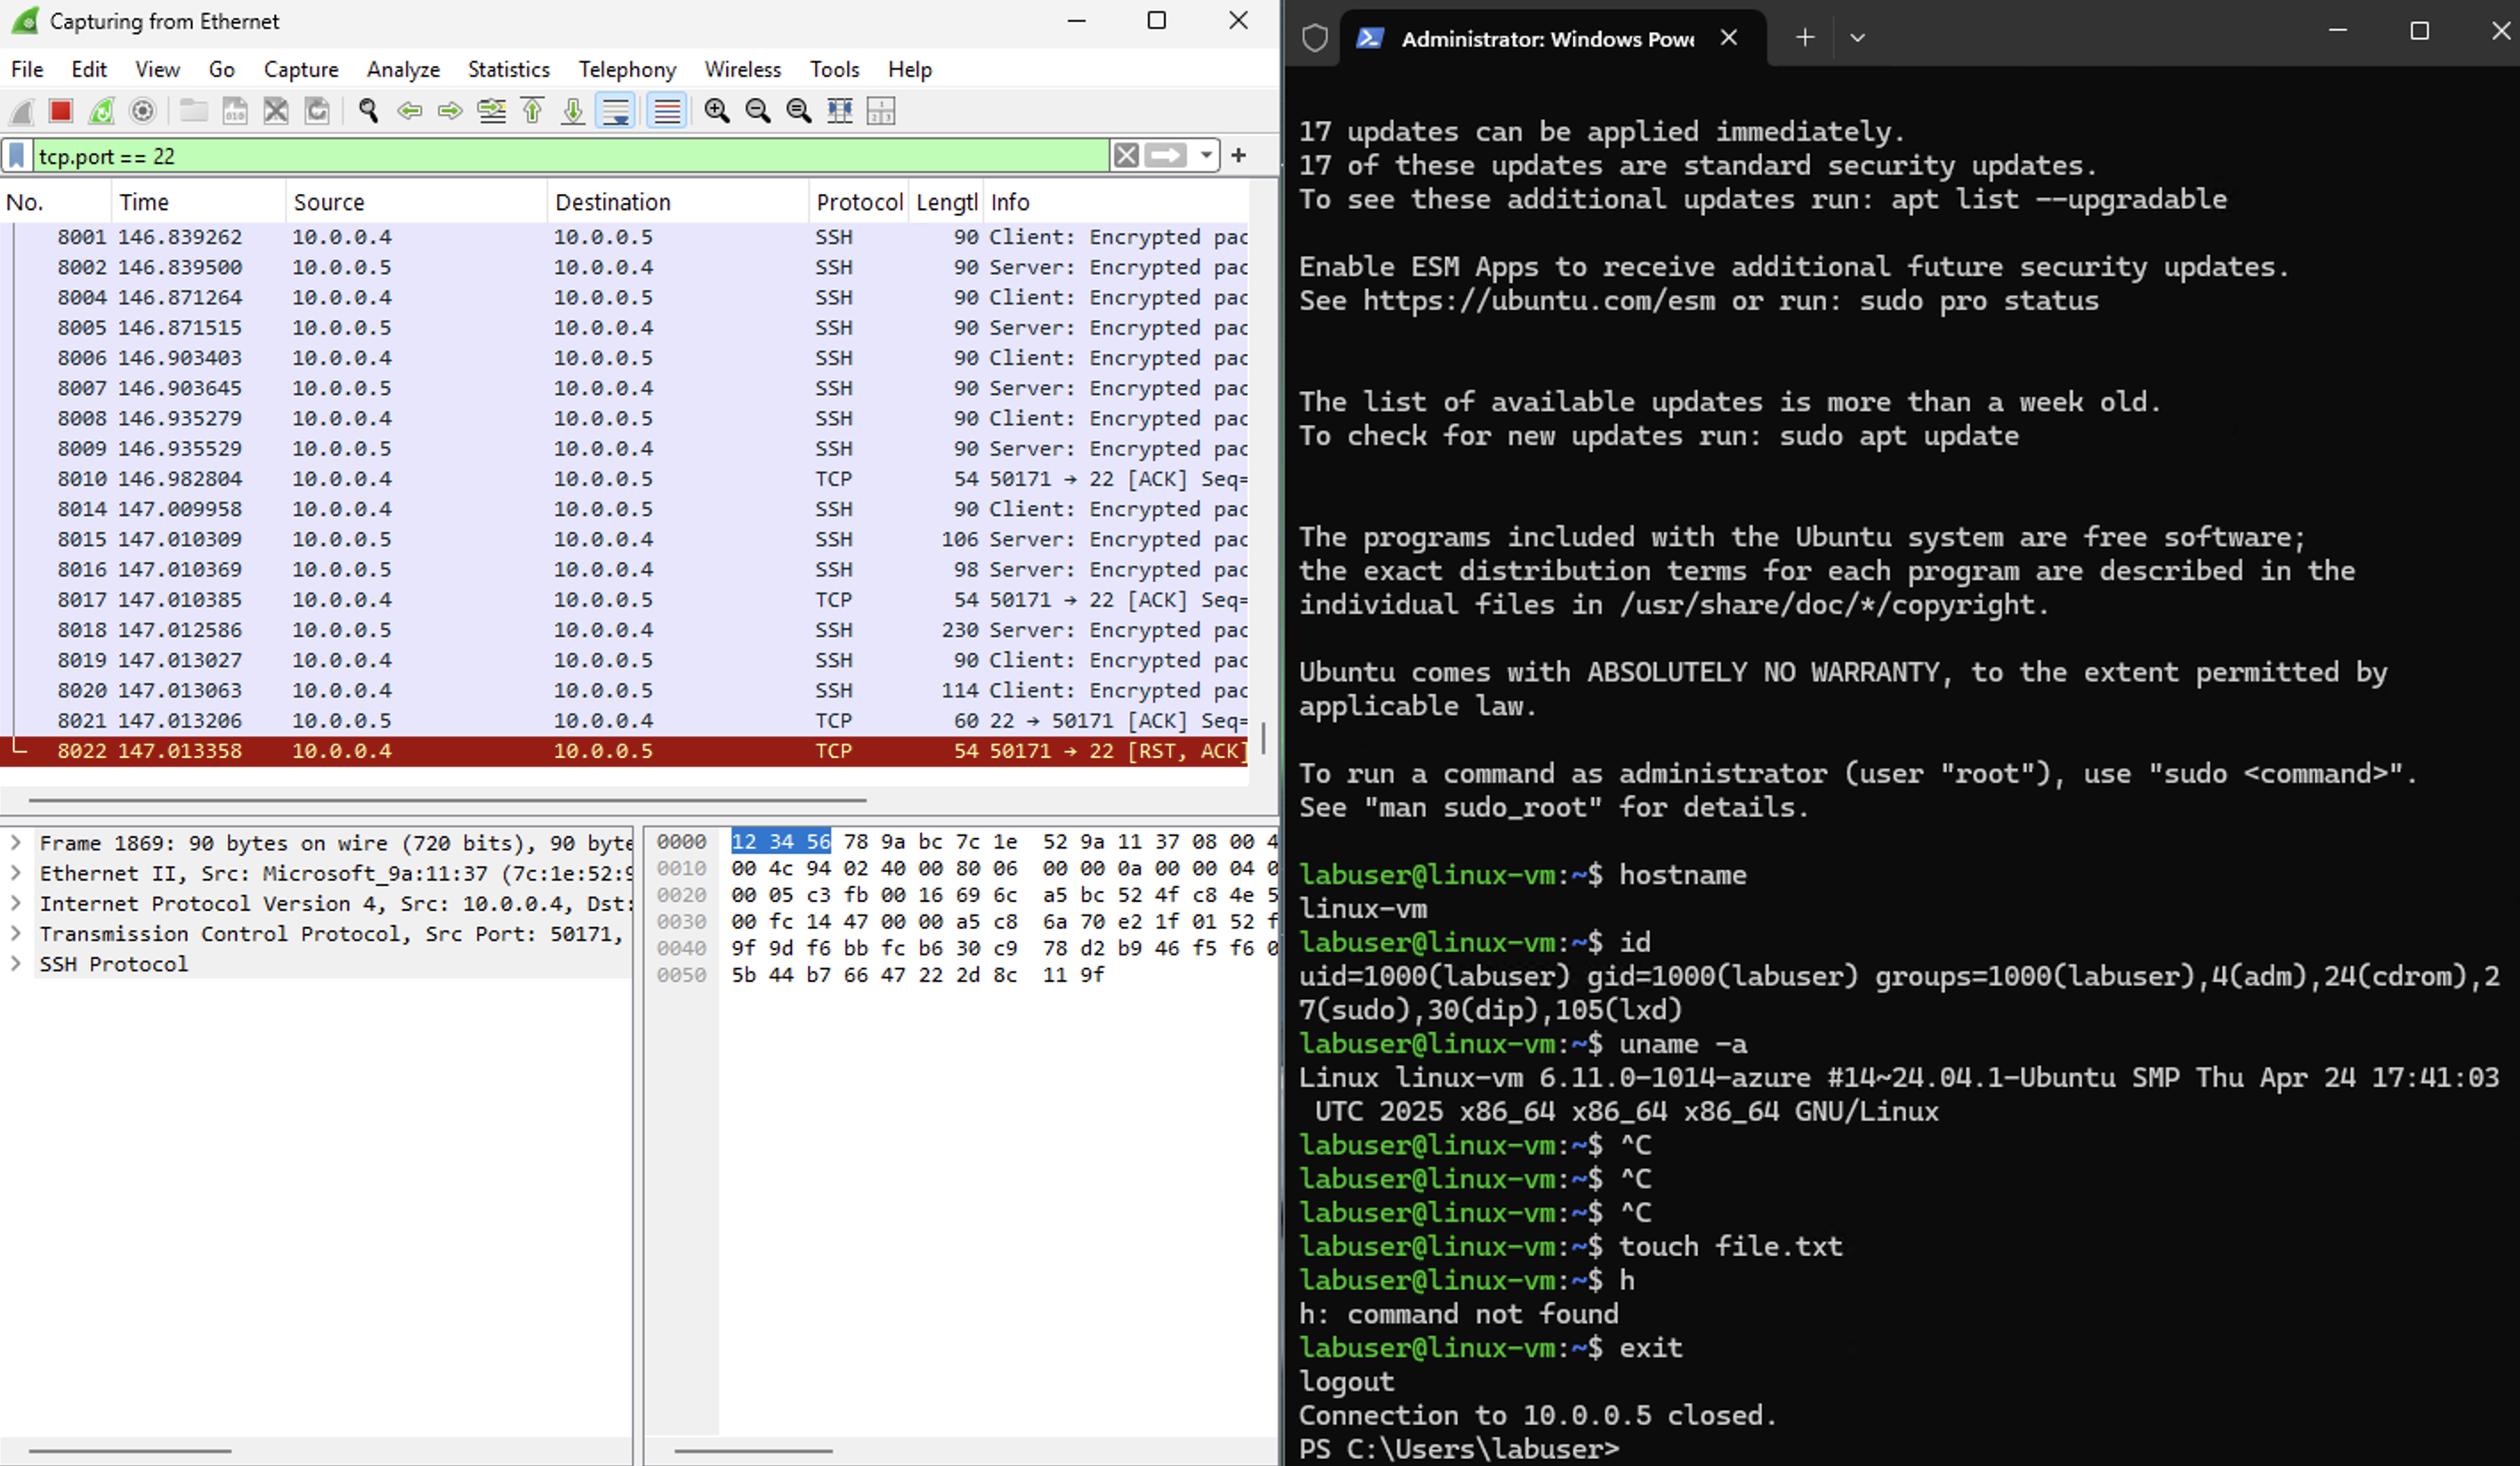 Capturing from Ethernet
File Edit View Go Capture Analyze Statistics Telephony Wireless Tools Help
tcp.port == 22
No. Time Source Destination Protocol Lengtl Info
8001 146.839262 10.0.0.4 10.0.0.5 SSH 90 Client: Encrypted pac
8002 146.839500 10.0.0.5 10.0.0.4 SSH 90 Server: Encrypted pac
8004 146.871264 10.0.0.4 10.0.0.5 SSH 90 Client: Encrypted pac
8005 146.871515 10.0.0.5 10.0.0.4 SSH 90 Server: Encrypted pac
8006 146.903403 10.0.0.4 10.0.0.5 SSH 90 Client: Encrypted pac
8007 146.903645 10.0.0.5 10.0.0.4 SSH 90 Server: Encrypted pac
8008 146.935279 10.0.0.4 10.0.0.5 SSH 90 Client: Encrypted pac
8009 146.935529 10.0.0.5 10.0.0.4 SSH 90 Server: Encrypted pac
8010 146.982804 10.0.0.4 10.0.0.5 TCP 54 50171 → 22 [ACK] Seq=
8014 147.009958 10.0.0.4 10.0.0.5 SSH 90 Client: Encrypted pac
8015 147.010309 10.0.0.5 10.0.0.4 SSH 106 Server: Encrypted pac
8016 147.010369 10.0.0.5 10.0.0.4 SSH 98 Server: Encrypted pac
8017 147.010385 10.0.0.4 10.0.0.5 TCP 54 50171 → 22 [ACK] Seq=
8018 147.012586 10.0.0.5 10.0.0.4 SSH 230 Server: Encrypted pac
8019 147.013027 10.0.0.4 10.0.0.5 SSH 90 Client: Encrypted pac
8020 147.013063 10.0.0.4 10.0.0.5 SSH 114 Client: Encrypted pac
8021 147.013206 10.0.0.5 10.0.0.4 TCP 60 22 → 50171 [ACK] Seq=
8022 147.013358 10.0.0.4 10.0.0.5 TCP 54 50171 → 22 [RST, ACK]
Frame 1869: 90 bytes on wire (720 bits), 90 byte
Ethernet II, Src: Microsoft_9a:11:37 (7c:1e:52:9
Internet Protocol Version 4, Src: 10.0.0.4, Dst:
Transmission Control Protocol, Src Port: 50171,
SSH Protocol
0000 12 34 56 78 9a bc 7c 1e 52 9a 11 37 08 00 4
0010 00 4c 94 02 40 00 80 06 00 00 0a 00 00 04 0
0020 00 05 c3 fb 00 16 69 6c a5 bc 52 4f c8 4e 5
0030 00 fc 14 47 00 00 a5 c8 6a 70 e2 1f 01 52 f
0040 9f 9d f6 bb fc b6 30 c9 78 d2 b9 46 f5 f6 0
0050 5b 44 b7 66 47 22 2d 8c 11 9f
Administrator: Windows Powe
17 updates can be applied immediately.
17 of these updates are standard security updates.
To see these additional updates run: apt list --upgradable
Enable ESM Apps to receive additional future security updates.
See https://ubuntu.com/esm or run: sudo pro status
The list of available updates is more than a week old.
To check for new updates run: sudo apt update
The programs included with the Ubuntu system are free software;
the exact distribution terms for each program are described in the
individual files in /usr/share/doc/*/copyright.
Ubuntu comes with ABSOLUTELY NO WARRANTY, to the extent permitted by
applicable law.
To run a command as administrator (user "root"), use "sudo <command>".
See "man sudo_root" for details.
labuser@linux-vm:~$ hostname
linux-vm
labuser@linux-vm:~$ id
uid=1000(labuser) gid=1000(labuser) groups=1000(labuser),4(adm),24(cdrom),2
7(sudo),30(dip),105(lxd)
labuser@linux-vm:~$ uname -a
Linux linux-vm 6.11.0-1014-azure #14~24.04.1-Ubuntu SMP Thu Apr 24 17:41:03
UTC 2025 x86_64 x86_64 x86_64 GNU/Linux
labuser@linux-vm:~$ ^C
labuser@linux-vm:~$ ^C
labuser@linux-vm:~$ ^C
labuser@linux-vm:~$ touch file.txt
labuser@linux-vm:~$ h
h: command not found
labuser@linux-vm:~$ exit
logout
Connection to 10.0.0.5 closed.
PS C:\Users\labuser>